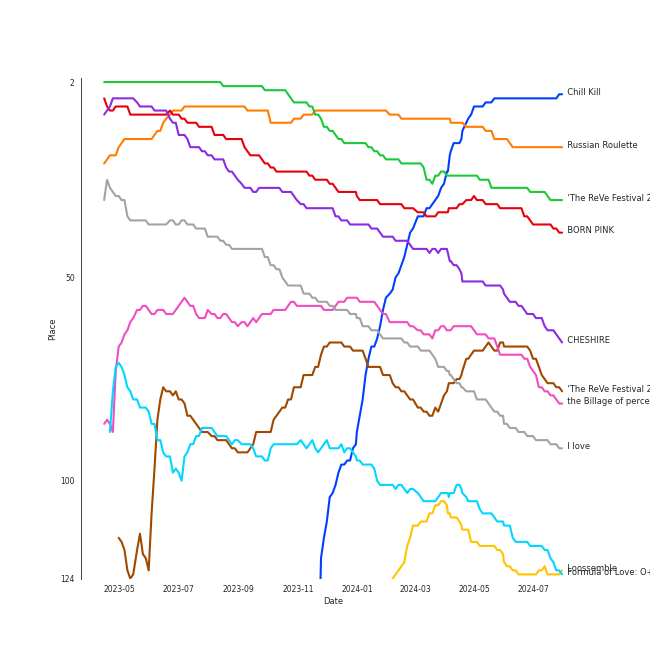 2
Chill Kill
Russian Roulette
'The ReVe Festival 2
BORN PINK
50
Place
CHESHIRE
'The ReVe Festival 2
the Billage of perce
I love
100
Loossemble
Formula of Love: O+
124
2023-05 2023-07 2023-09 2023-11 2024-01 2024-03 2024-05 2024-07
Date